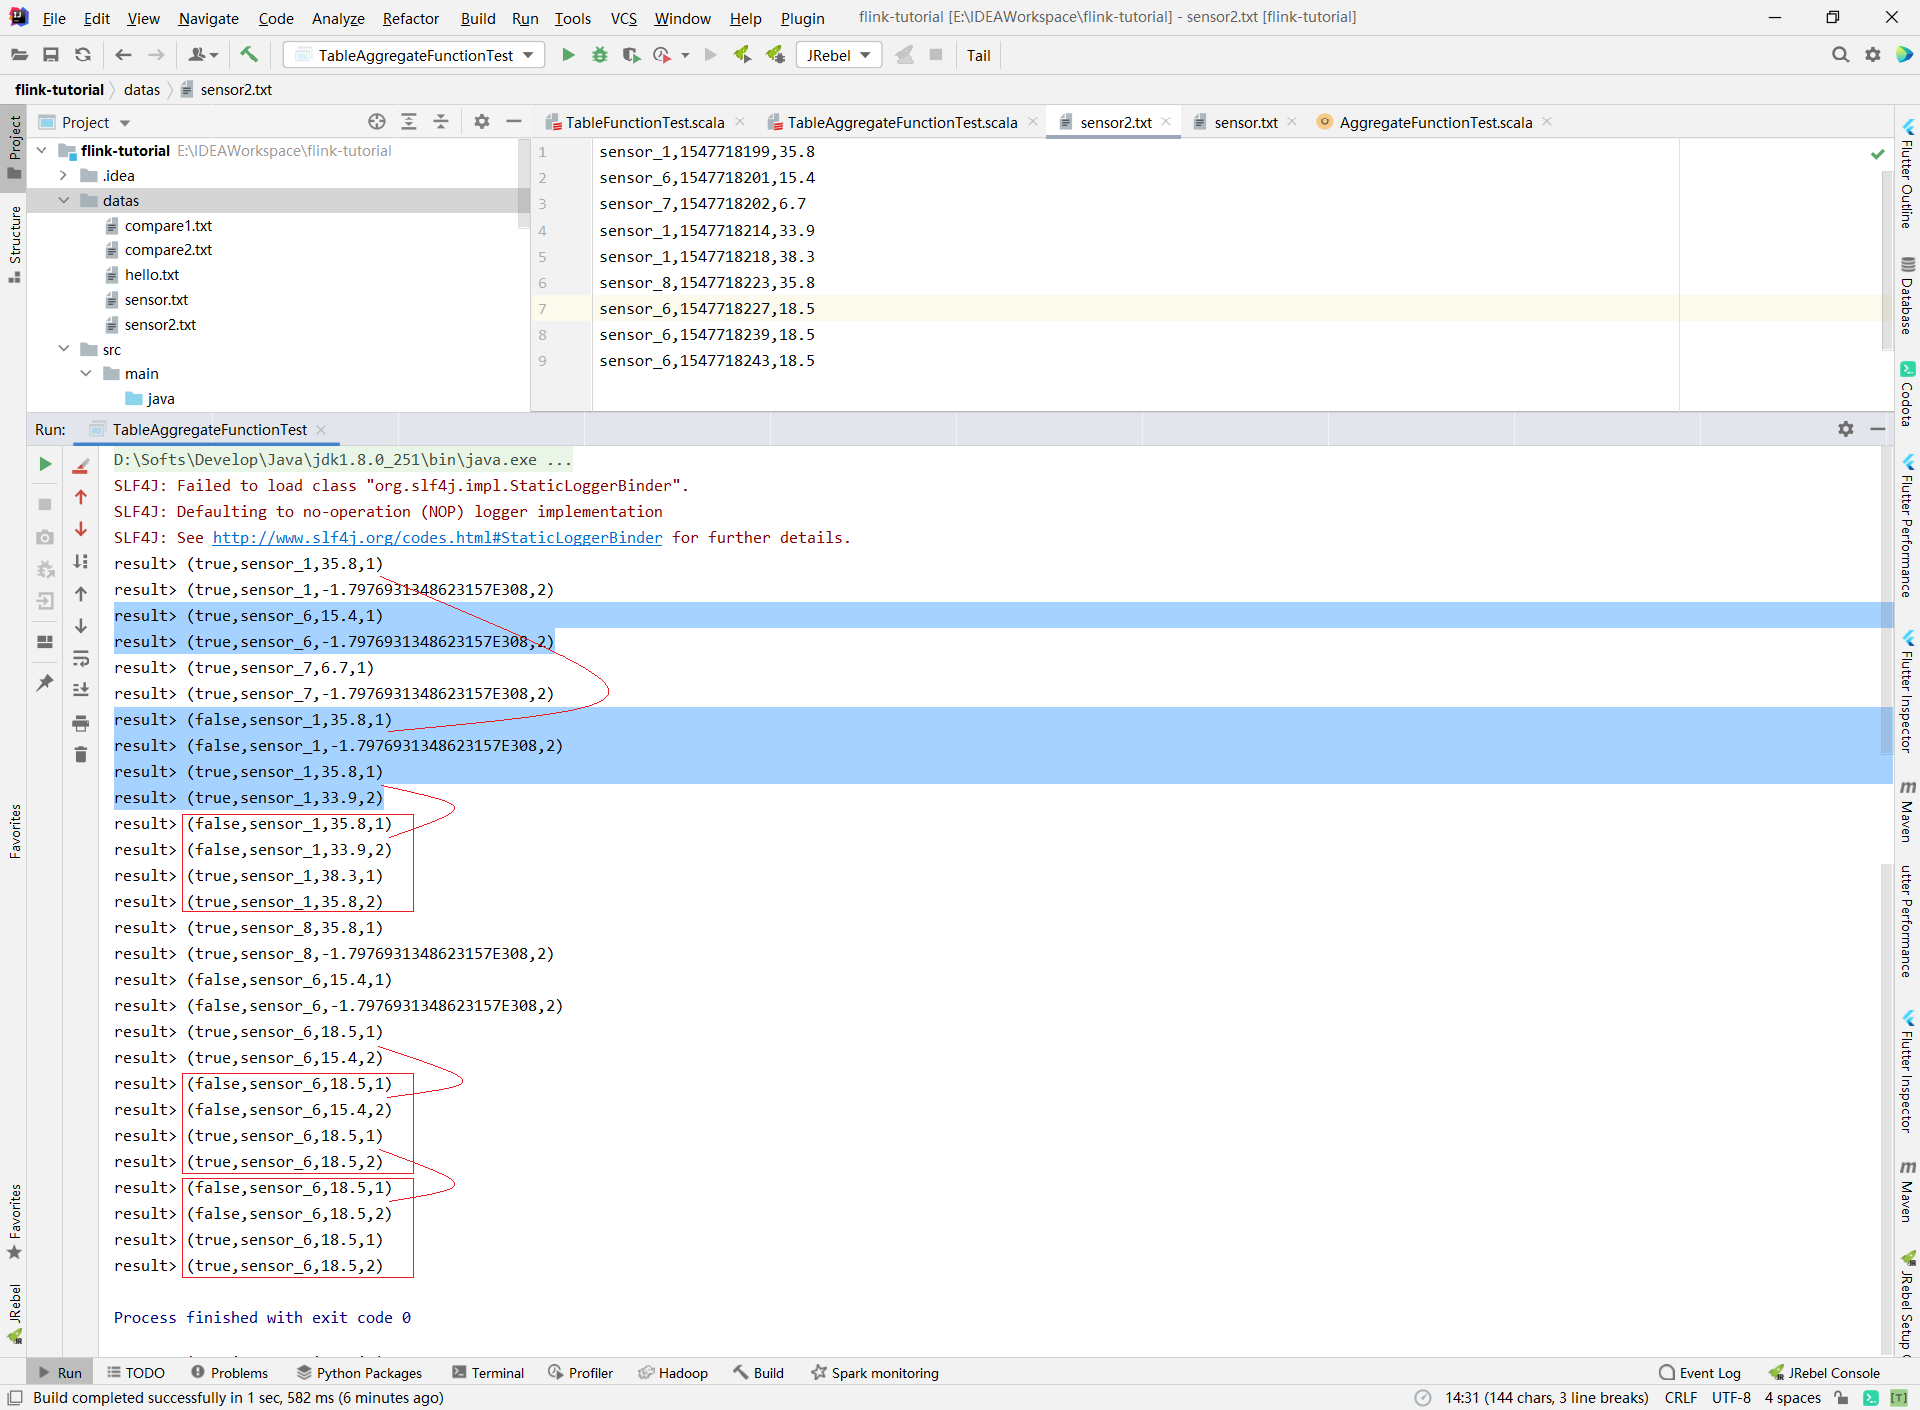 File Edit View Navigate Code Analyze Refactor Build Run Tools VCS Window Help Plugin flink-tutorial [E:\IDEAWorkspace\flink-tutorial] - sensor2.txt [flink-tutorial]
TableAggregateFunctionTest JRebel Tail
flink-tutorial datas sensor2.txt
Project
TableFunctionTest.scala TableAggregateFunctionTest.scala sensor2.txt sensor.txt AggregateFunctionTest.scala
flink-tutorial E:\IDEAWorkspace\flink-tutorial
.idea
datas
compare1.txt
compare2.txt
hello.txt
sensor.txt
sensor2.txt
src
main
java
1 sensor_1,1547718199,35.8
2 sensor_6,1547718201,15.4
3 sensor_7,1547718202,6.7
4 sensor_1,1547718214,33.9
5 sensor_1,1547718218,38.3
6 sensor_8,1547718223,35.8
7 sensor_6,1547718227,18.5
8 sensor_6,1547718239,18.5
9 sensor_6,1547718243,18.5
Run: TableAggregateFunctionTest
D:\Softs\Develop\Java\jdk1.8.0_251\bin\java.exe ...
SLF4J: Failed to load class "org.slf4j.impl.StaticLoggerBinder".
SLF4J: Defaulting to no-operation (NOP) logger implementation
SLF4J: See http://www.slf4j.org/codes.html#StaticLoggerBinder for further details.
result> (true,sensor_1,35.8,1)
result> (true,sensor_1,-1.7976931348623157E308,2)
result> (true,sensor_6,15.4,1)
result> (true,sensor_6,-1.7976931348623157E308,2)
result> (true,sensor_7,6.7,1)
result> (true,sensor_7,-1.7976931348623157E308,2)
result> (false,sensor_1,35.8,1)
result> (false,sensor_1,-1.7976931348623157E308,2)
result> (true,sensor_1,35.8,1)
result> (true,sensor_1,33.9,2)
result> (false,sensor_1,35.8,1)
result> (false,sensor_1,33.9,2)
result> (true,sensor_1,38.3,1)
result> (true,sensor_1,35.8,2)
result> (true,sensor_8,35.8,1)
result> (true,sensor_8,-1.7976931348623157E308,2)
result> (false,sensor_6,15.4,1)
result> (false,sensor_6,-1.7976931348623157E308,2)
result> (true,sensor_6,18.5,1)
result> (true,sensor_6,15.4,2)
result> (false,sensor_6,18.5,1)
result> (false,sensor_6,15.4,2)
result> (true,sensor_6,18.5,1)
result> (true,sensor_6,18.5,2)
result> (false,sensor_6,18.5,1)
result> (false,sensor_6,18.5,2)
result> (true,sensor_6,18.5,1)
result> (true,sensor_6,18.5,2)
Process finished with exit code 0
Project
Structure
Favorites
Favorites
JRebel
Flutter Outline
Database
Codota
Flutter Performance
Flutter Inspector
Maven
utter Performance
Flutter Inspector
Maven
JRebel Setup
Run TODO Problems Python Packages Terminal Profiler Hadoop Build Spark monitoring Event Log JRebel Console
Build completed successfully in 1 sec, 582 ms (6 minutes ago) 14:31 (144 chars, 3 line breaks) CRLF UTF-8 4 spaces